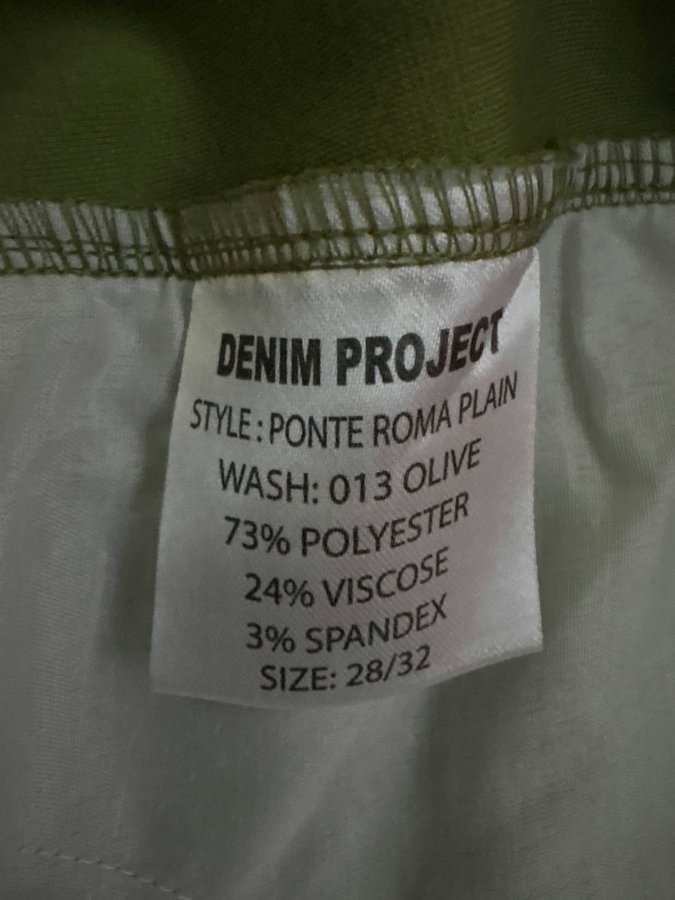 DENIM PROJECT
STYLE: PONTE ROMA PLAIN
WASH: 013 OLIVE
73% POLYESTER
24% VISCOSE
3% SPANDEX
SIZE: 28/32